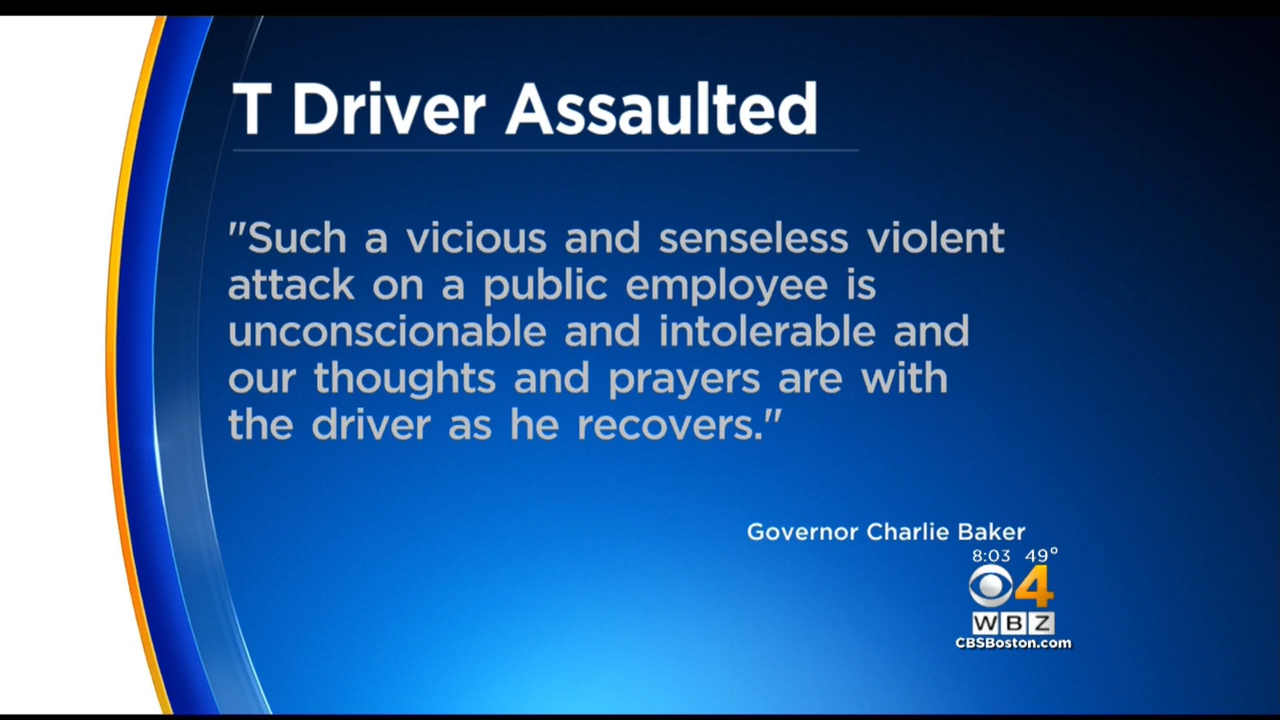 T Driver Assaulted
"Such a vicious and senseless violent
attack on a public employee is
unconscionable and intolerable and
our thoughts and prayers are with
the driver as he recovers."
Governor Charlie Baker
8:03 49°
4
WBZ
CBSBoston.com